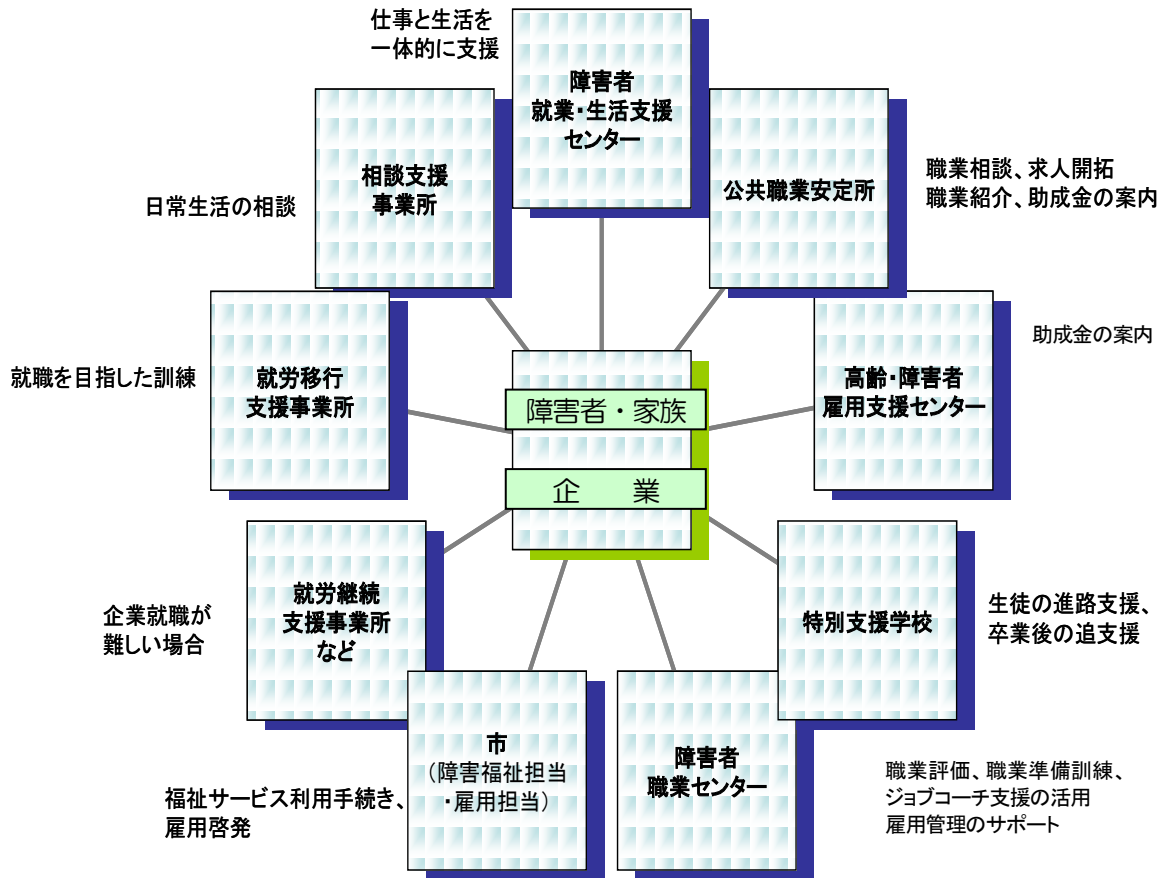 仕事と生活を
一体的に支援
障害者
就業・生活支援
センター
相談支援
事業所
日常生活の相談
公共職業安定所
職業相談、求人開拓
職業紹介、助成金の案内
就労移行
支援事業所
就職を目指した訓練
高齢・障害者
雇用支援センター
助成金の案内
障害者・家族
企　業
就労継続
支援事業所
など
企業就職が
難しい場合
特別支援学校
生徒の進路支援、
卒業後の追支援
市
（障害福祉担当
・雇用担当）
福祉サービス利用手続き、
雇用啓発
障害者
職業センター
職業評価、職業準備訓練、
ジョブコーチ支援の活用
雇用管理のサポート